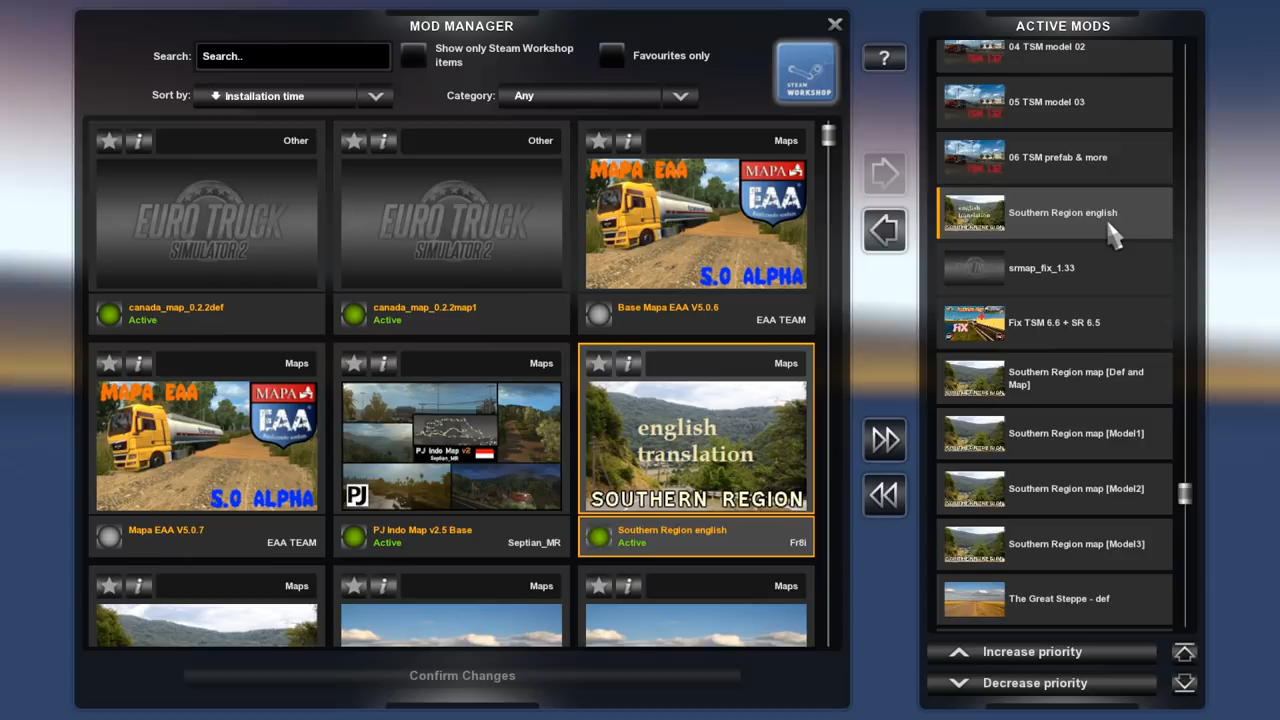 MOD MANAGER
Search:
Search..
Show only Steam Workshop
items
Favourites only
STEAM
WORKSHOP
Sort by:
Installation time
Category:
Any
Other
EURO TRUCK
SIMULATOR 2
canada_map_0.2.2def
Active
Other
EURO TRUCK
SIMULATOR 2
canada_map_0.2.2map1
Active
Maps
MAPA EAA
MAPA
EAA
5.0 ALPHA
Base Mapa EAA V5.0.6
EAA TEAM
Maps
MAPA EAA
MAPA
EAA
5.0 ALPHA
Mapa EAA V5.0.7
EAA TEAM
Maps
PJ Indo Map v2
Septian_MR
PJ
PJ Indo Map v2.5 Base
Active
Septian_MR
Maps
english
translation
SOUTHERN REGION
Southern Region english
Active
Fr8i
Maps
Maps
Maps
Confirm Changes
?
ACTIVE MODS
04 TSM model 02
05 TSM model 03
06 TSM prefab & more
Southern Region english
srmap_fix_1.33
Fix TSM 6.6 + SR 6.5
Southern Region map [Def and
Map]
Southern Region map [Model1]
Southern Region map [Model2]
Southern Region map [Model3]
The Great Steppe - def
Increase priority
Decrease priority